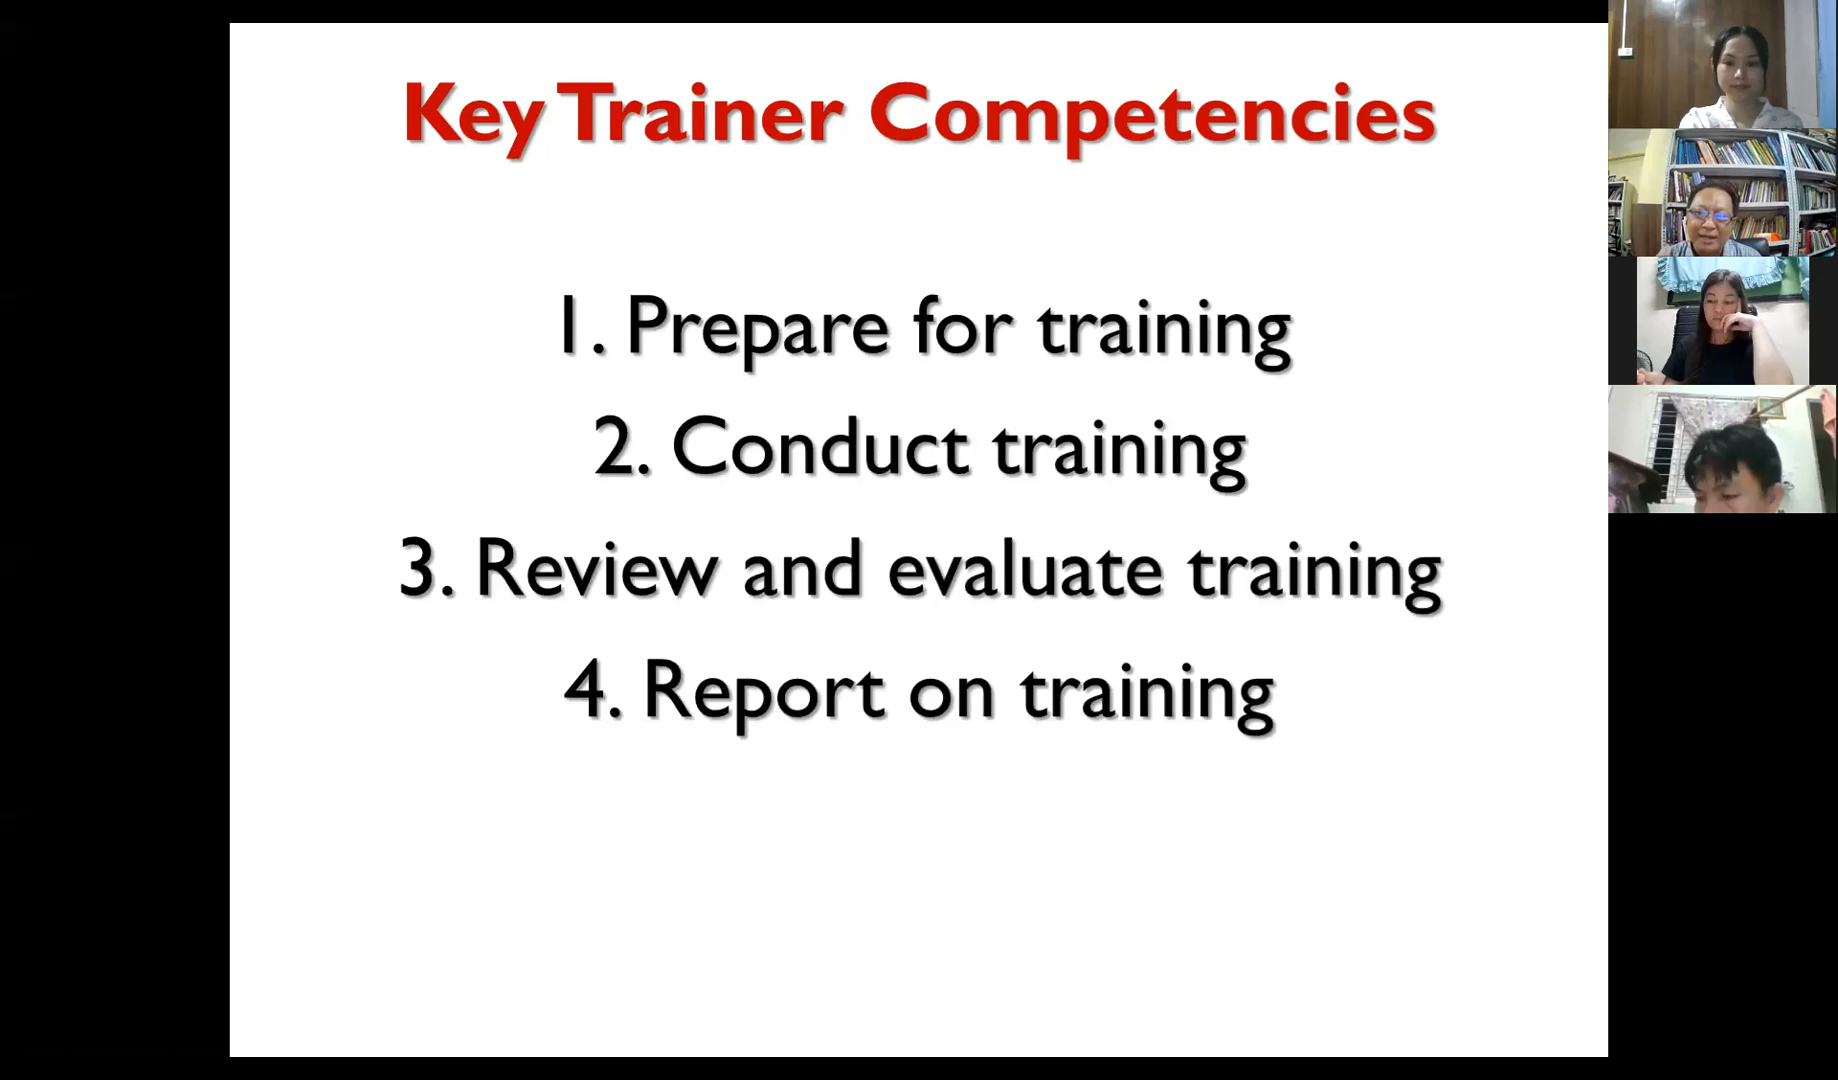 Key Trainer Competencies
1. Prepare for training
2. Conduct training
3. Review and evaluate training
4. Report on training